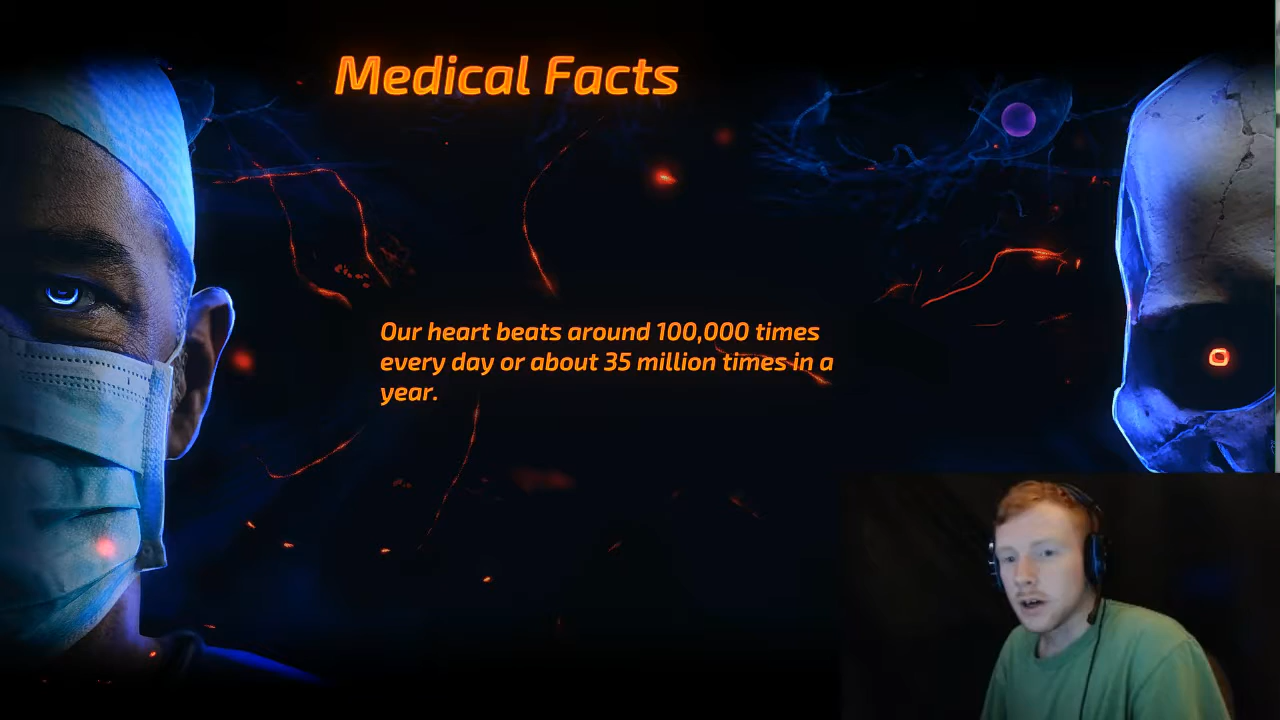 Medical Facts
Our heart beats around 100,000 times
every day or about 35 million times in a
year.